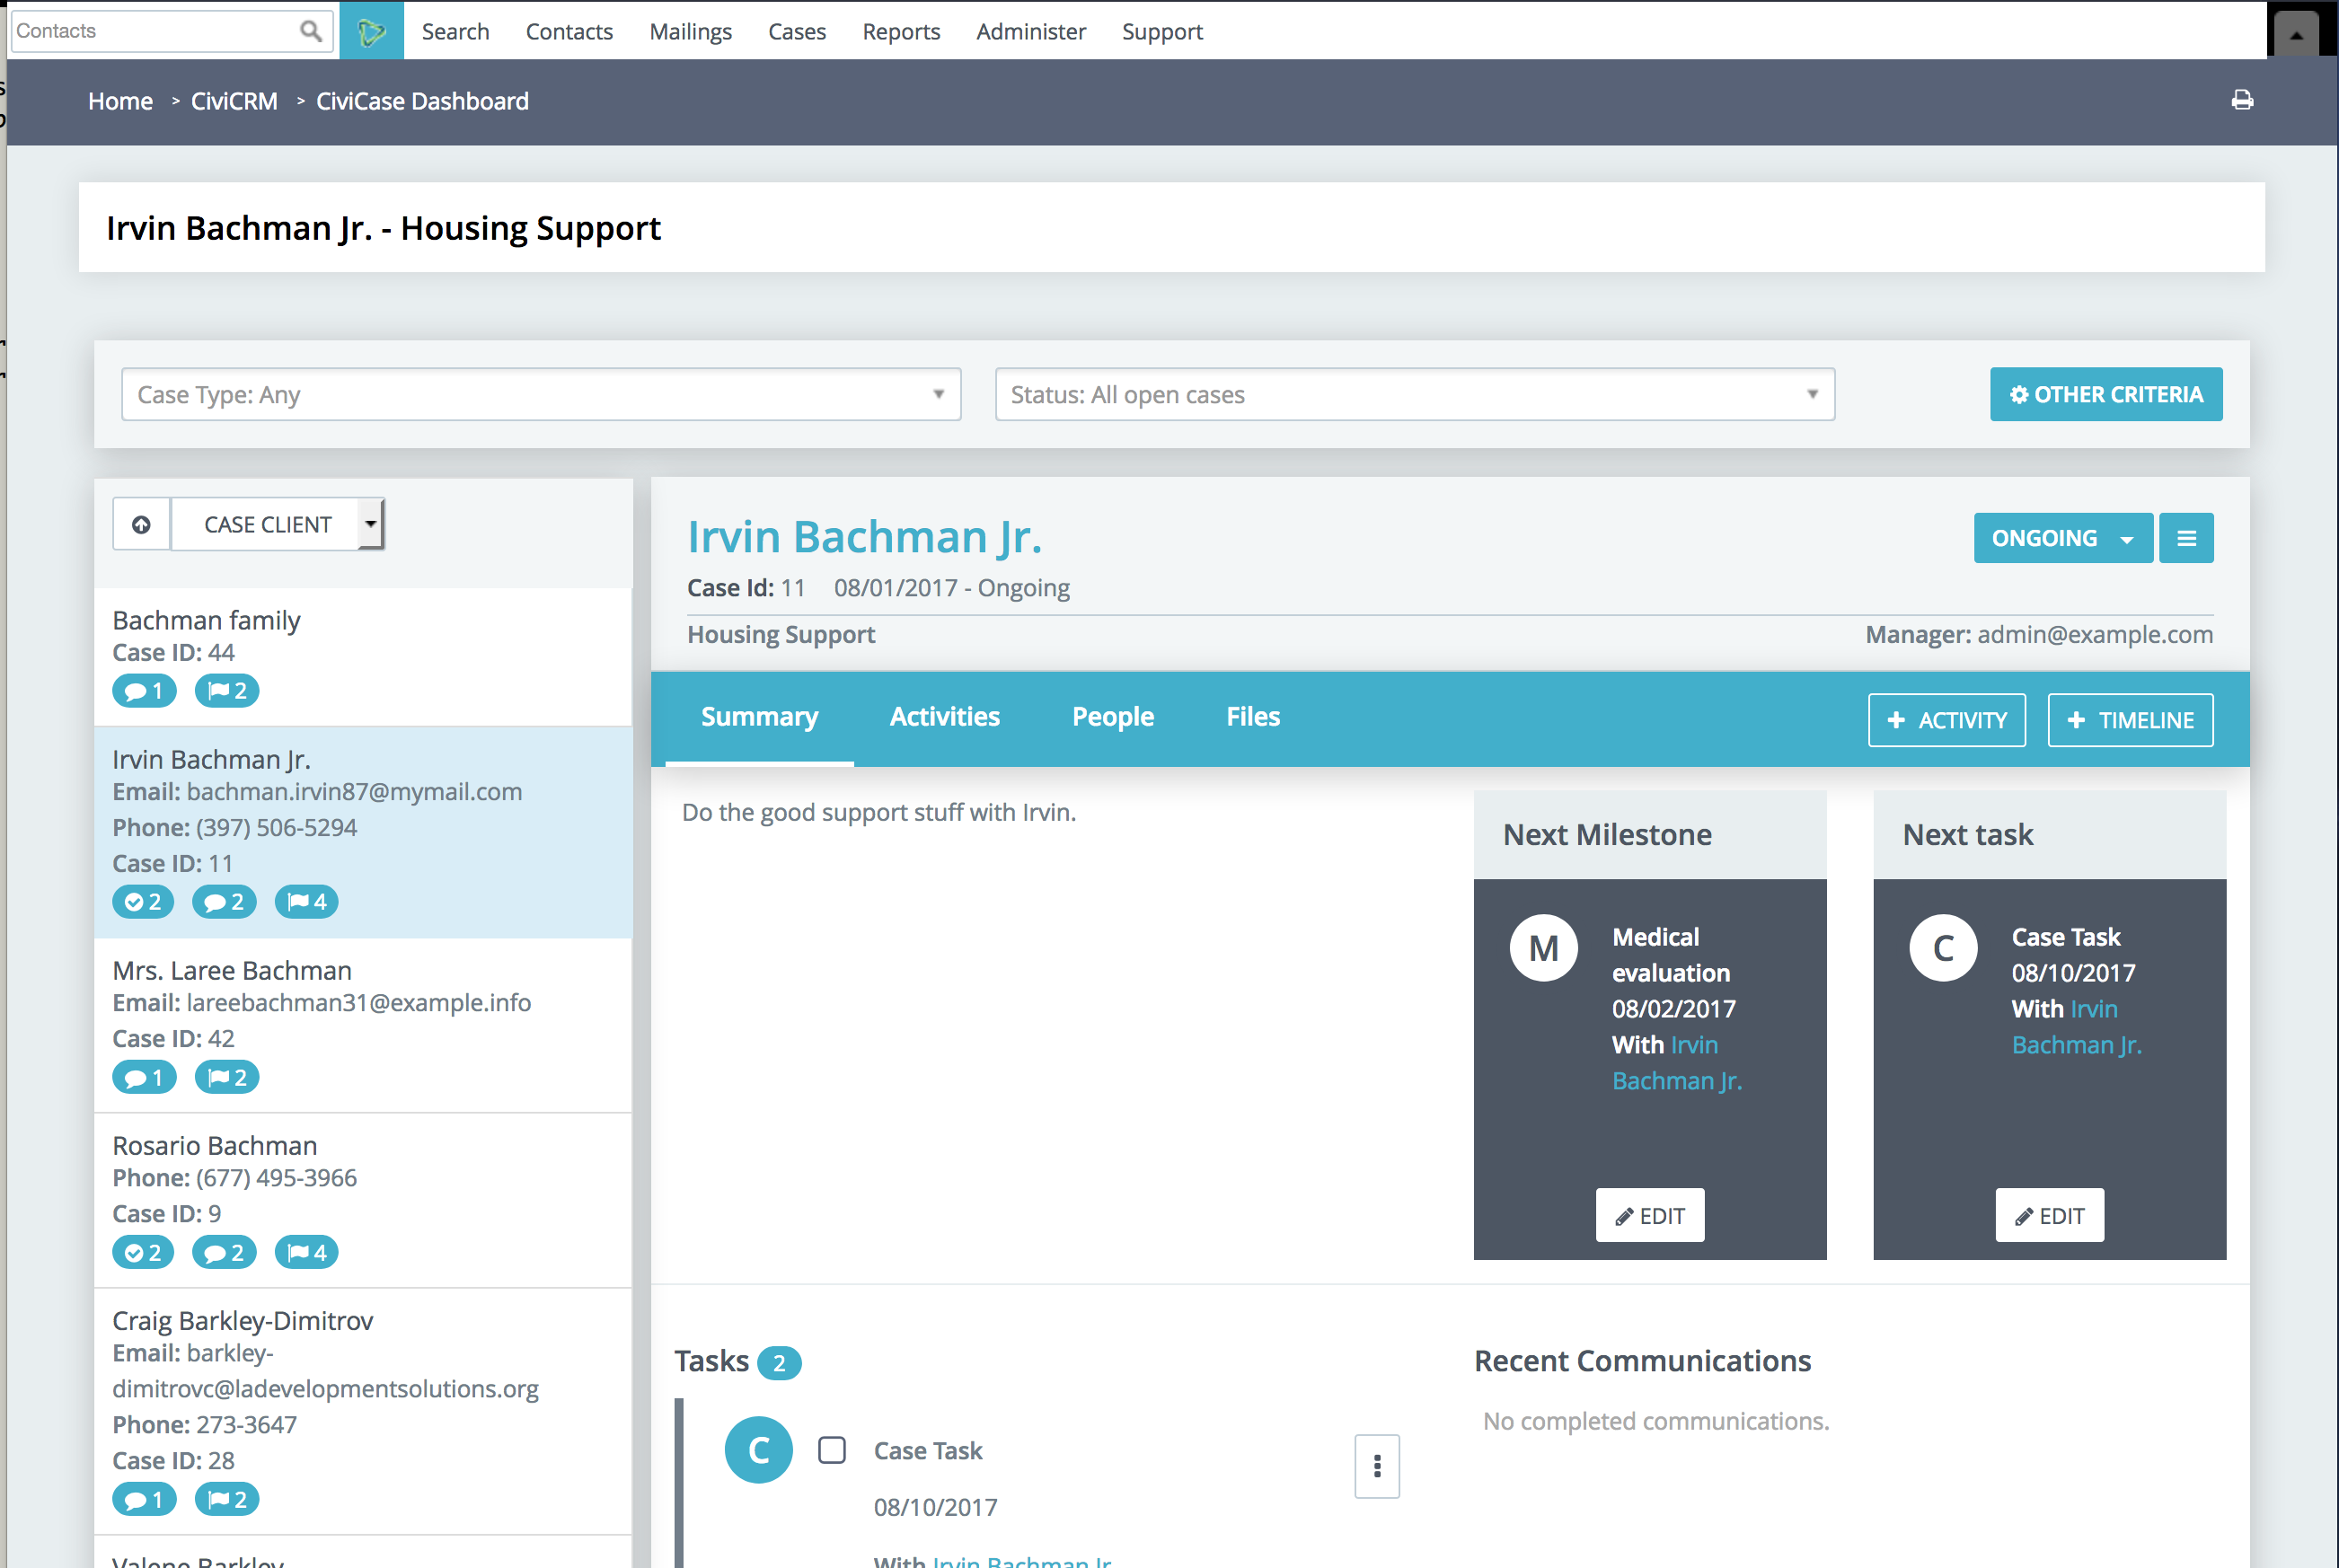 Contacts
Search Contacts Mailings Cases Reports Administer Support
Home > CiviCRM > CiviCase Dashboard
Irvin Bachman Jr. - Housing Support
Case Type: Any
Status: All open cases
OTHER CRITERIA
CASE CLIENT
Bachman family
Case ID: 44
1 2
Irvin Bachman Jr.
Email: bachman.irvin87@mymail.com
Phone: (397) 506-5294
Case ID: 11
2 2 4
Mrs. Laree Bachman
Email: lareebachman31@example.info
Case ID: 42
1 2
Rosario Bachman
Phone: (677) 495-3966
Case ID: 9
2 2 4
Craig Barkley-Dimitrov
Email: barkley-
dimitrovc@ladevelopmentsolutions.org
Phone: 273-3647
Case ID: 28
1 2
Valene Barkley
Irvin Bachman Jr.
ONGOING
Case Id: 11 08/01/2017 - Ongoing
Housing Support
Manager: admin@example.com
Summary Activities People Files
+ ACTIVITY
+ TIMELINE
Do the good support stuff with Irvin.
Next Milestone
M
Medical
evaluation
08/02/2017
With Irvin
Bachman Jr.
EDIT
Next task
C
Case Task
08/10/2017
With Irvin
Bachman Jr.
EDIT
Tasks 2
C
Case Task
08/10/2017
With Irvin Bachman Jr.
Recent Communications
No completed communications.